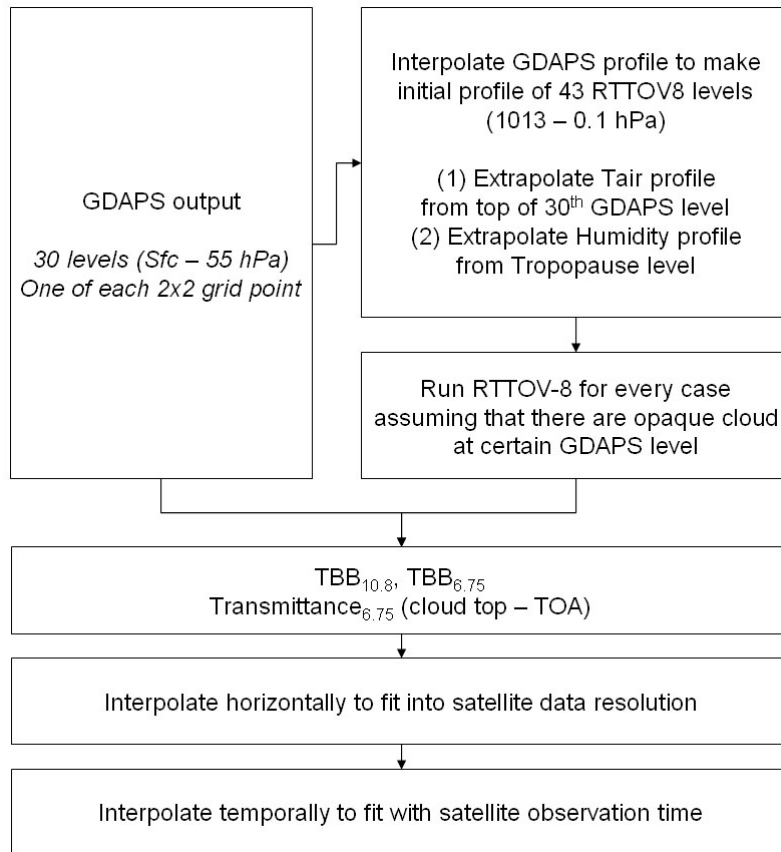 GDAPS output
30 levels (Sfc – 55 hPa)
One of each 2x2 grid point
Interpolate GDAPS profile to make
initial profile of 43 RTTOV8 levels
(1013 – 0.1 hPa)
(1) Extrapolate Tair profile
from top of 30th GDAPS level
(2) Extrapolate Humidity profile
from Tropopause level
Run RTTOV-8 for every case
assuming that there are opaque cloud
at certain GDAPS level
TBB10.8, TBB6.75
Transmittance6.75 (cloud top – TOA)
Interpolate horizontally to fit into satellite data resolution
Interpolate temporally to fit with satellite observation time